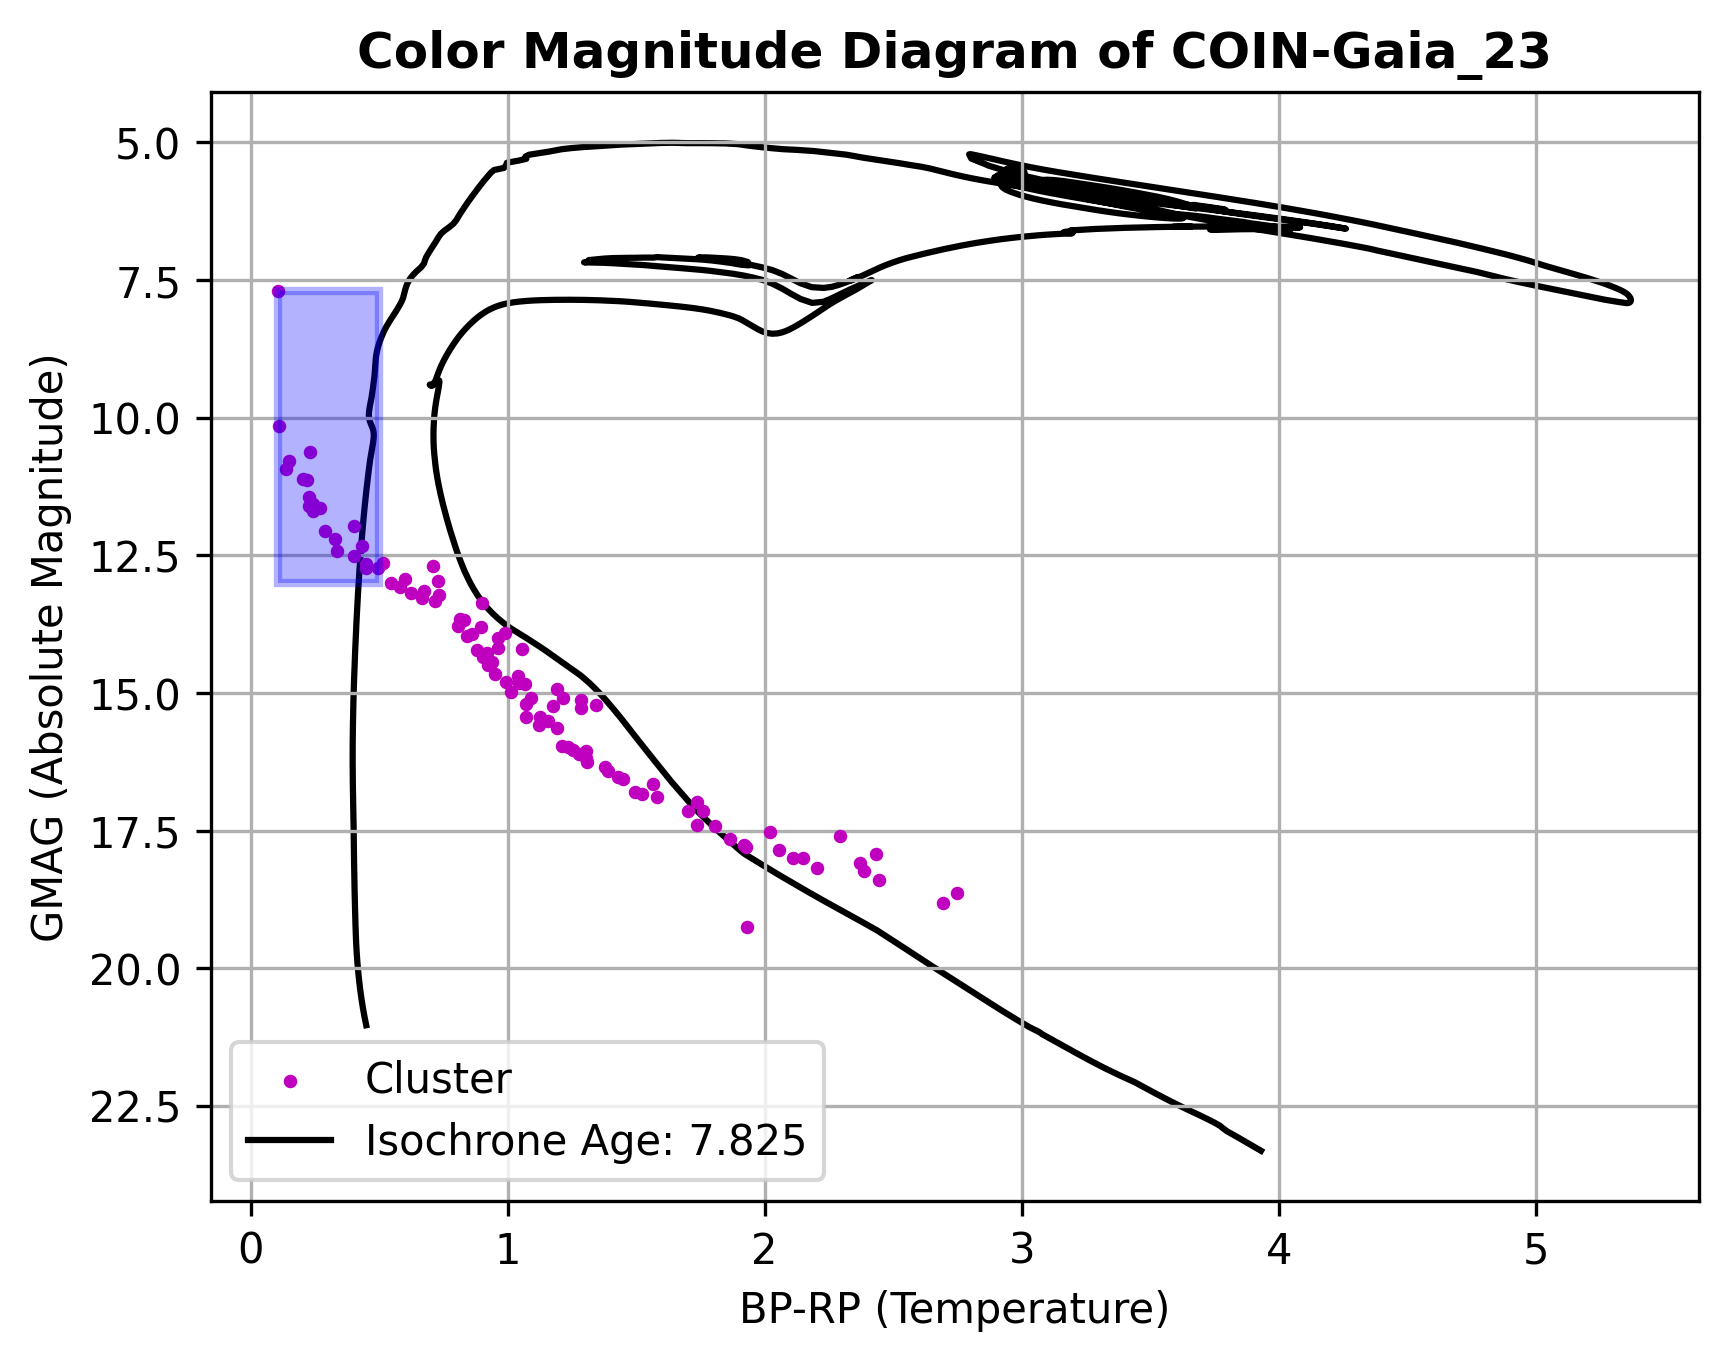 Color Magnitude Diagram of COIN-Gaia_23
GMAG (Absolute Magnitude)
5.0
7.5
10.0
12.5
15.0
17.5
20.0
22.5
Cluster
Isochrone Age: 7.825
0 1 2 3 4 5
BP-RP (Temperature)